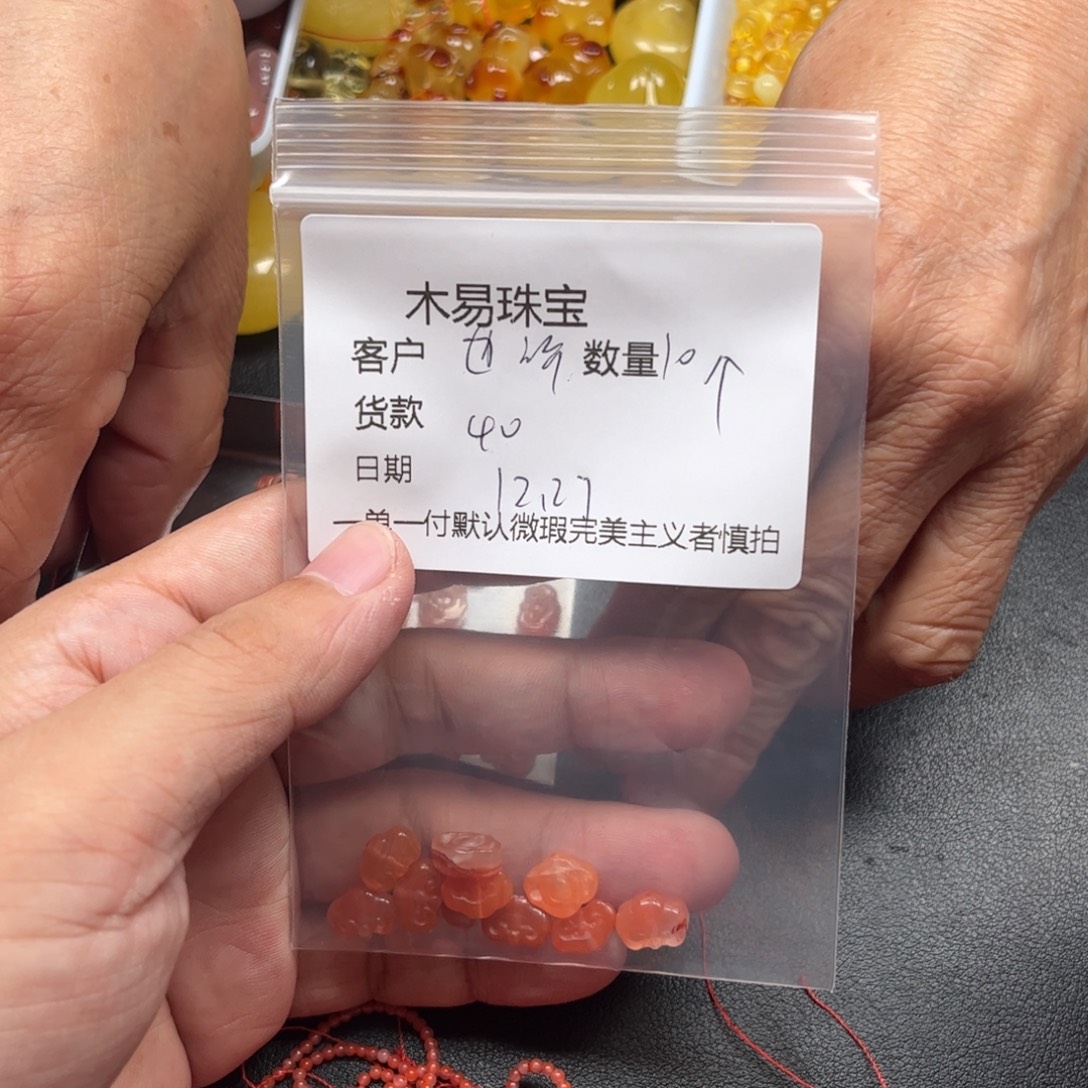 木易珠宝
客户 数量10个
货款 40
日期 12.27
一单一付默认微瑕完美主义者慎拍